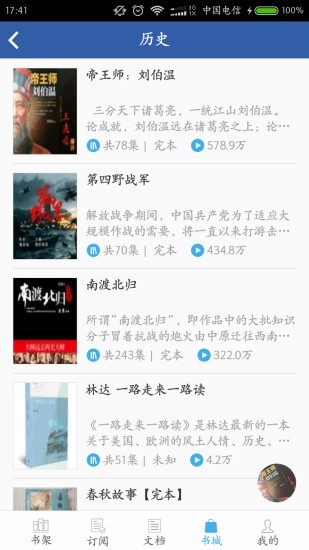 17:41
中国电信
100%
历史
帝王师：刘伯温
三分天下诸葛亮，一統江山刘伯温。
论成就，刘伯温远在诸葛亮之上；论…
共78集 | 完本
578.9万
第四野战军
解放战争期间，中国共产党为了适应大
规模作战的需要，将一直以来打游击…
共70集 | 完本
434.8万
南渡北归
所谓“南渡北归”，即作品中的大批知识
分子冒着抗战的炮火由中原迁往西南…
共243集 | 完本
322.0万
林达 一路走来一路读
《一路走来一路读》是林达最新的一本
关于美国、欧洲的风土人情、历史、…
共51集 | 未知
4.2万
春秋故事【完本】
书架
订阅
文档
书城
我的
帝王师
刘伯温
南渡北归
大师远去再无大师